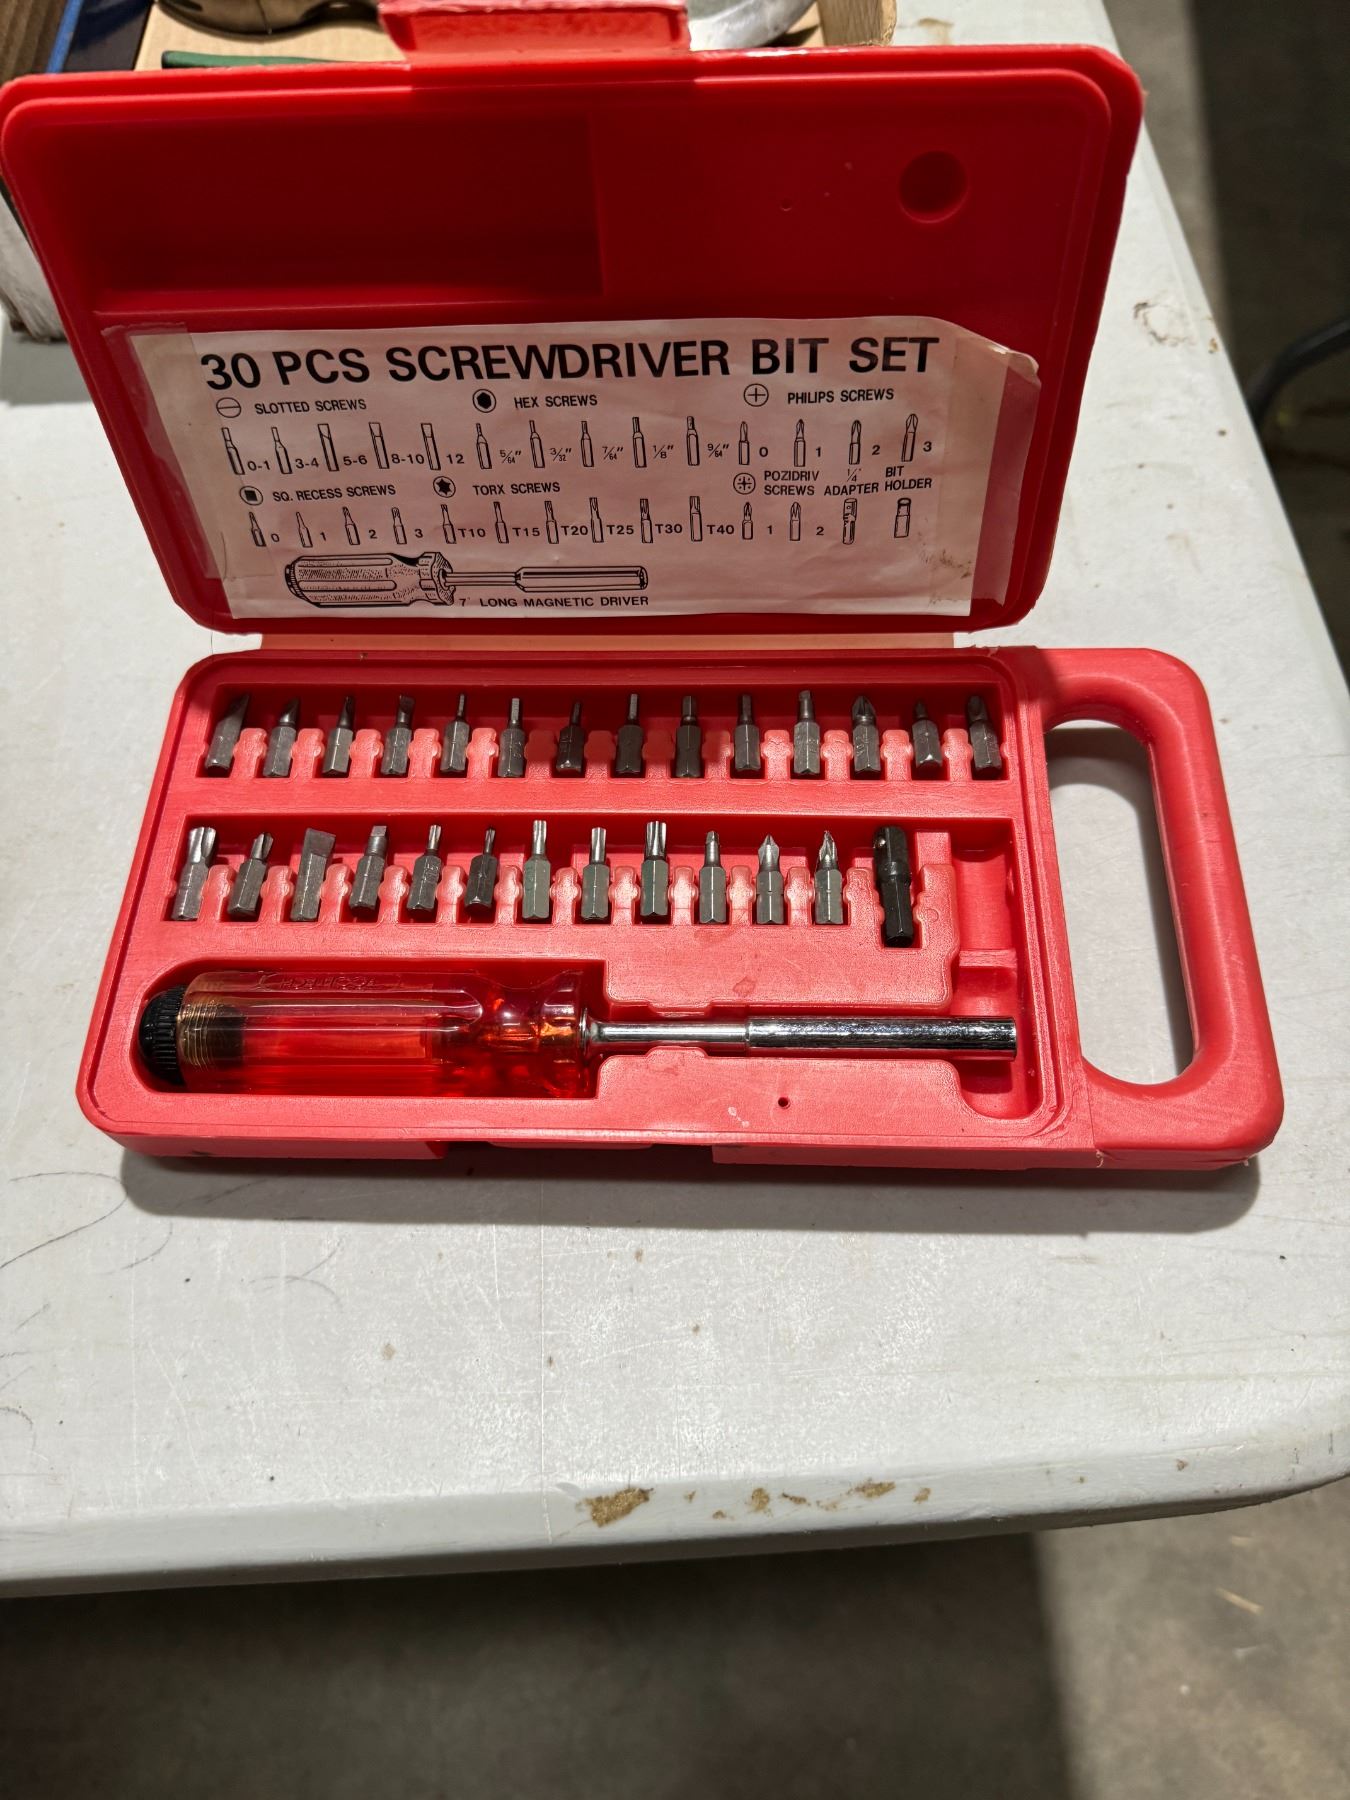 30 PCS SCREWDRIVER BIT SET
SLOTTED SCREWS HEX SCREWS PHILIPS SCREWS
0-1 3-4 5-6 8-10 12 5/64" 3/32" 7/64" 1/8" 9/64" 0 1 2 3
SQ. RECESS SCREWS TORX SCREWS POZIDRIV SCREWS 1/4" ADAPTER BIT HOLDER
0 1 2 3 T10 T15 T20 T25 T30 T40 1 2
7" LONG MAGNETIC DRIVER